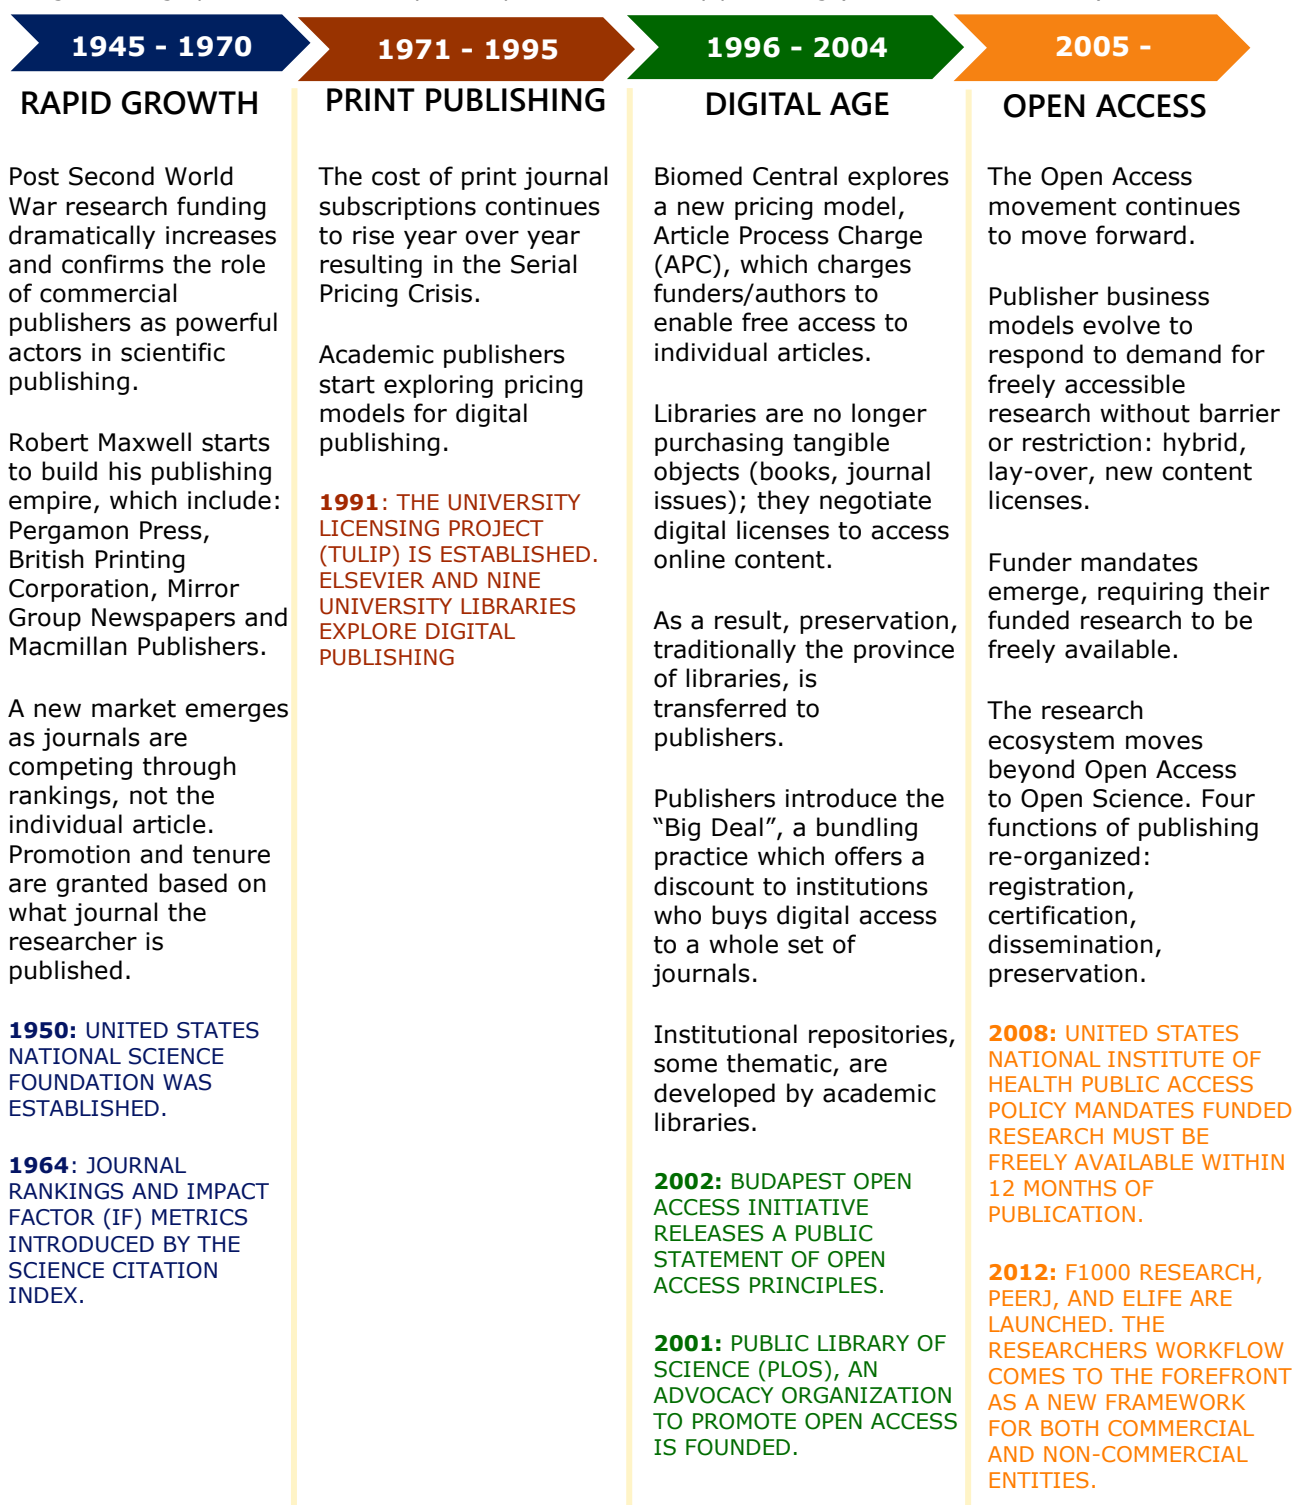 1945 - 1970
RAPID GROWTH
Post Second World
War research funding
dramatically increases
and confirms the role
of commercial
publishers as powerful
actors in scientific
publishing.
Robert Maxwell starts
to build his publishing
empire, which include:
Pergamon Press,
British Printing
Corporation, Mirror
Group Newspapers and
Macmillan Publishers.
A new market emerges
as journals are
competing through
rankings, not the
individual article.
Promotion and tenure
are granted based on
what journal the
researcher is
published.
1950: UNITED STATES
NATIONAL SCIENCE
FOUNDATION WAS
ESTABLISHED.
1964: JOURNAL
RANKINGS AND IMPACT
FACTOR (IF) METRICS
INTRODUCED BY THE
SCIENCE CITATION
INDEX.
1971 - 1995
PRINT PUBLISHING
The cost of print journal
subscriptions continues
to rise year over year
resulting in the Serial
Pricing Crisis.
Academic publishers
start exploring pricing
models for digital
publishing.
1991: THE UNIVERSITY
LICENSING PROJECT
(TULIP) IS ESTABLISHED.
ELSEVIER AND NINE
UNIVERSITY LIBRARIES
EXPLORE DIGITAL
PUBLISHING
1996 - 2004
DIGITAL AGE
Biomed Central explores
a new pricing model,
Article Process Charge
(APC), which charges
funders/authors to
enable free access to
individual articles.
Libraries are no longer
purchasing tangible
objects (books, journal
issues); they negotiate
digital licenses to access
online content.
As a result, preservation,
traditionally the province
of libraries, is
transferred to
publishers.
Publishers introduce the
“Big Deal”, a bundling
practice which offers a
discount to institutions
who buys digital access
to a whole set of
journals.
Institutional repositories,
some thematic, are
developed by academic
libraries.
2002: BUDAPEST OPEN
ACCESS INITIATIVE
RELEASES A PUBLIC
STATEMENT OF OPEN
ACCESS PRINCIPLES.
2001: PUBLIC LIBRARY OF
SCIENCE (PLOS), AN
ADVOCACY ORGANIZATION
TO PROMOTE OPEN ACCESS
IS FOUNDED.
2005 -
OPEN ACCESS
The Open Access
movement continues
to move forward.
Publisher business
models evolve to
respond to demand for
freely accessible
research without barrier
or restriction: hybrid,
lay-over, new content
licenses.
Funder mandates
emerge, requiring their
funded research to be
freely available.
The research
ecosystem moves
beyond Open Access
to Open Science. Four
functions of publishing
re-organized:
registration,
certification,
dissemination,
preservation.
2008: UNITED STATES
NATIONAL INSTITUTE OF
HEALTH PUBLIC ACCESS
POLICY MANDATES FUNDED
RESEARCH MUST BE
FREELY AVAILABLE WITHIN
12 MONTHS OF
PUBLICATION.
2012: F1000 RESEARCH,
PEERJ, AND ELIFE ARE
LAUNCHED. THE
RESEARCHERS WORKFLOW
COMES TO THE FOREFRONT
AS A NEW FRAMEWORK
FOR BOTH COMMERCIAL
AND NON-COMMERCIAL
ENTITIES.